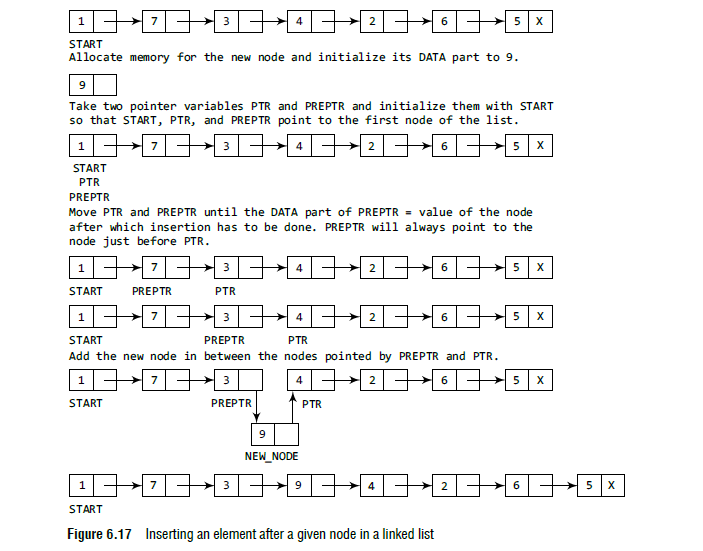 1 7 3 4 2 6 5 X
START
Allocate memory for the new node and initialize its DATA part to 9.
9
Take two pointer variables PTR and PREPTR and initialize them with START
so that START, PTR, and PREPTR point to the first node of the list.
1 7 3 4 2 6 5 X
START
PTR
PREPTR
Move PTR and PREPTR until the DATA part of PREPTR = value of the node
after which insertion has to be done. PREPTR will always point to the
node just before PTR.
1 7 3 4 2 6 5 X
START PREPTR PTR
1 7 3 4 2 6 5 X
START PREPTR PTR
Add the new node in between the nodes pointed by PREPTR and PTR.
1 7 3 4 2 6 5 X
START PREPTR PTR
9
NEW_NODE
1 7 3 9 4 2 6 5 X
START
Figure 6.17 Inserting an element after a given node in a linked list